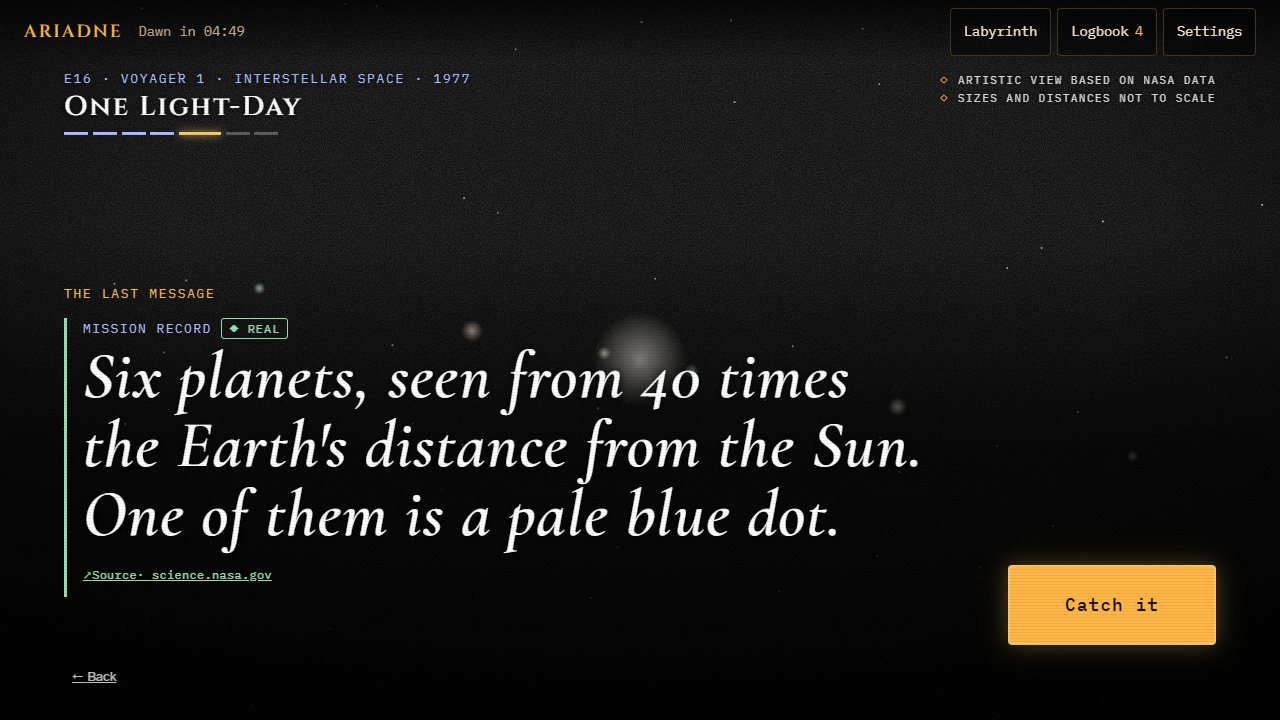 ARIADNE Dawn in 04:49 Labyrinth Logbook 4 Settings
E16 · VOYAGER 1 · INTERSTELLAR SPACE · 1977
One Light-Day
◇ ARTISTIC VIEW BASED ON NASA DATA
◇ SIZES AND DISTANCES NOT TO SCALE
THE LAST MESSAGE
MISSION RECORD ◆ REAL
Six planets, seen from 40 times
the Earth's distance from the Sun.
One of them is a pale blue dot.
↗Source· science.nasa.gov
Catch it
← Back